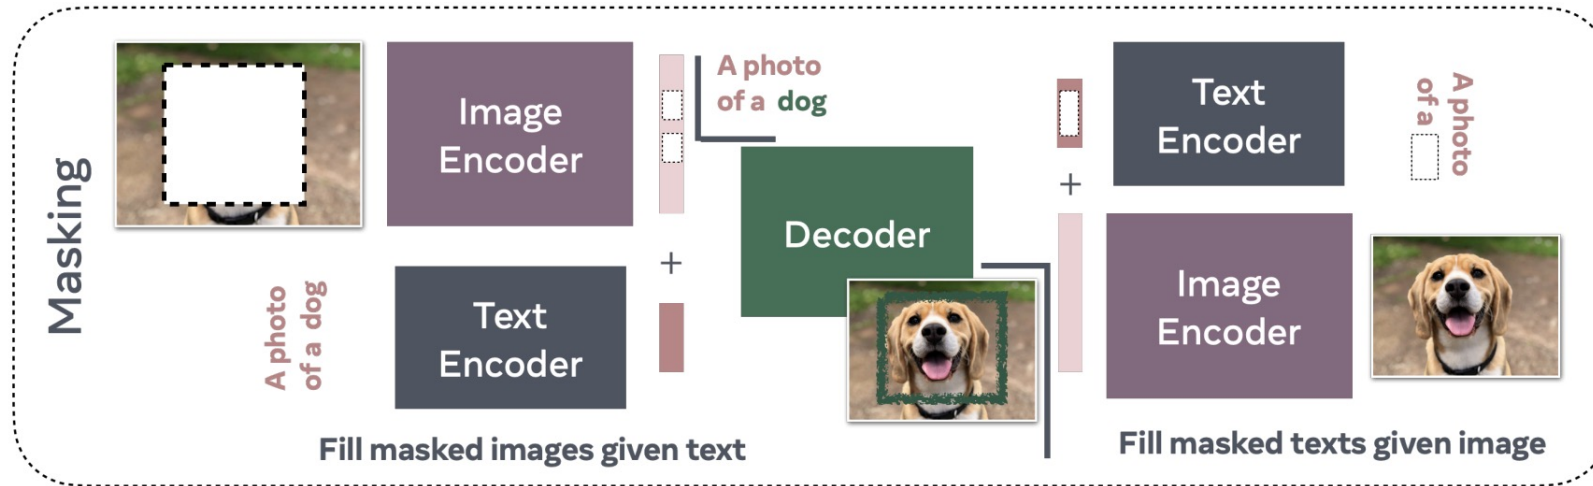 Masking
Image
Encoder
A photo
of a dog
Text
Encoder
Fill masked images given text
A photo
of a dog
Decoder
Text
Encoder
A photo
of a
Image
Encoder
Fill masked texts given image